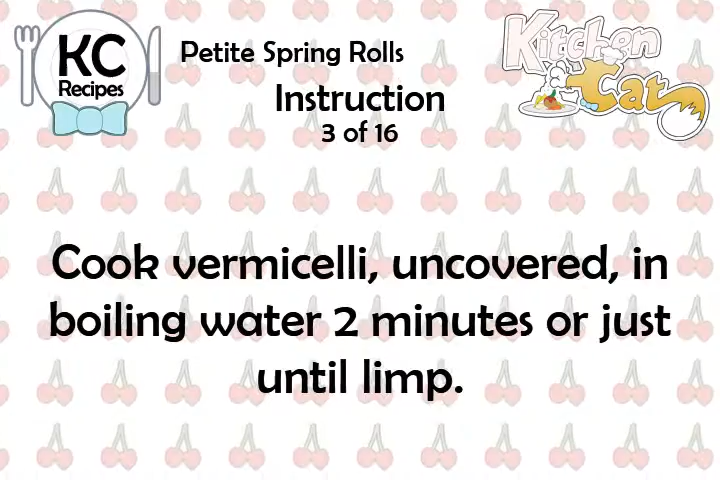 KC
Recipes
Petite Spring Rolls
Kitchen
Cat
Instruction
3 of 16
Cook vermicelli, uncovered, in
boiling water 2 minutes or just
until limp.